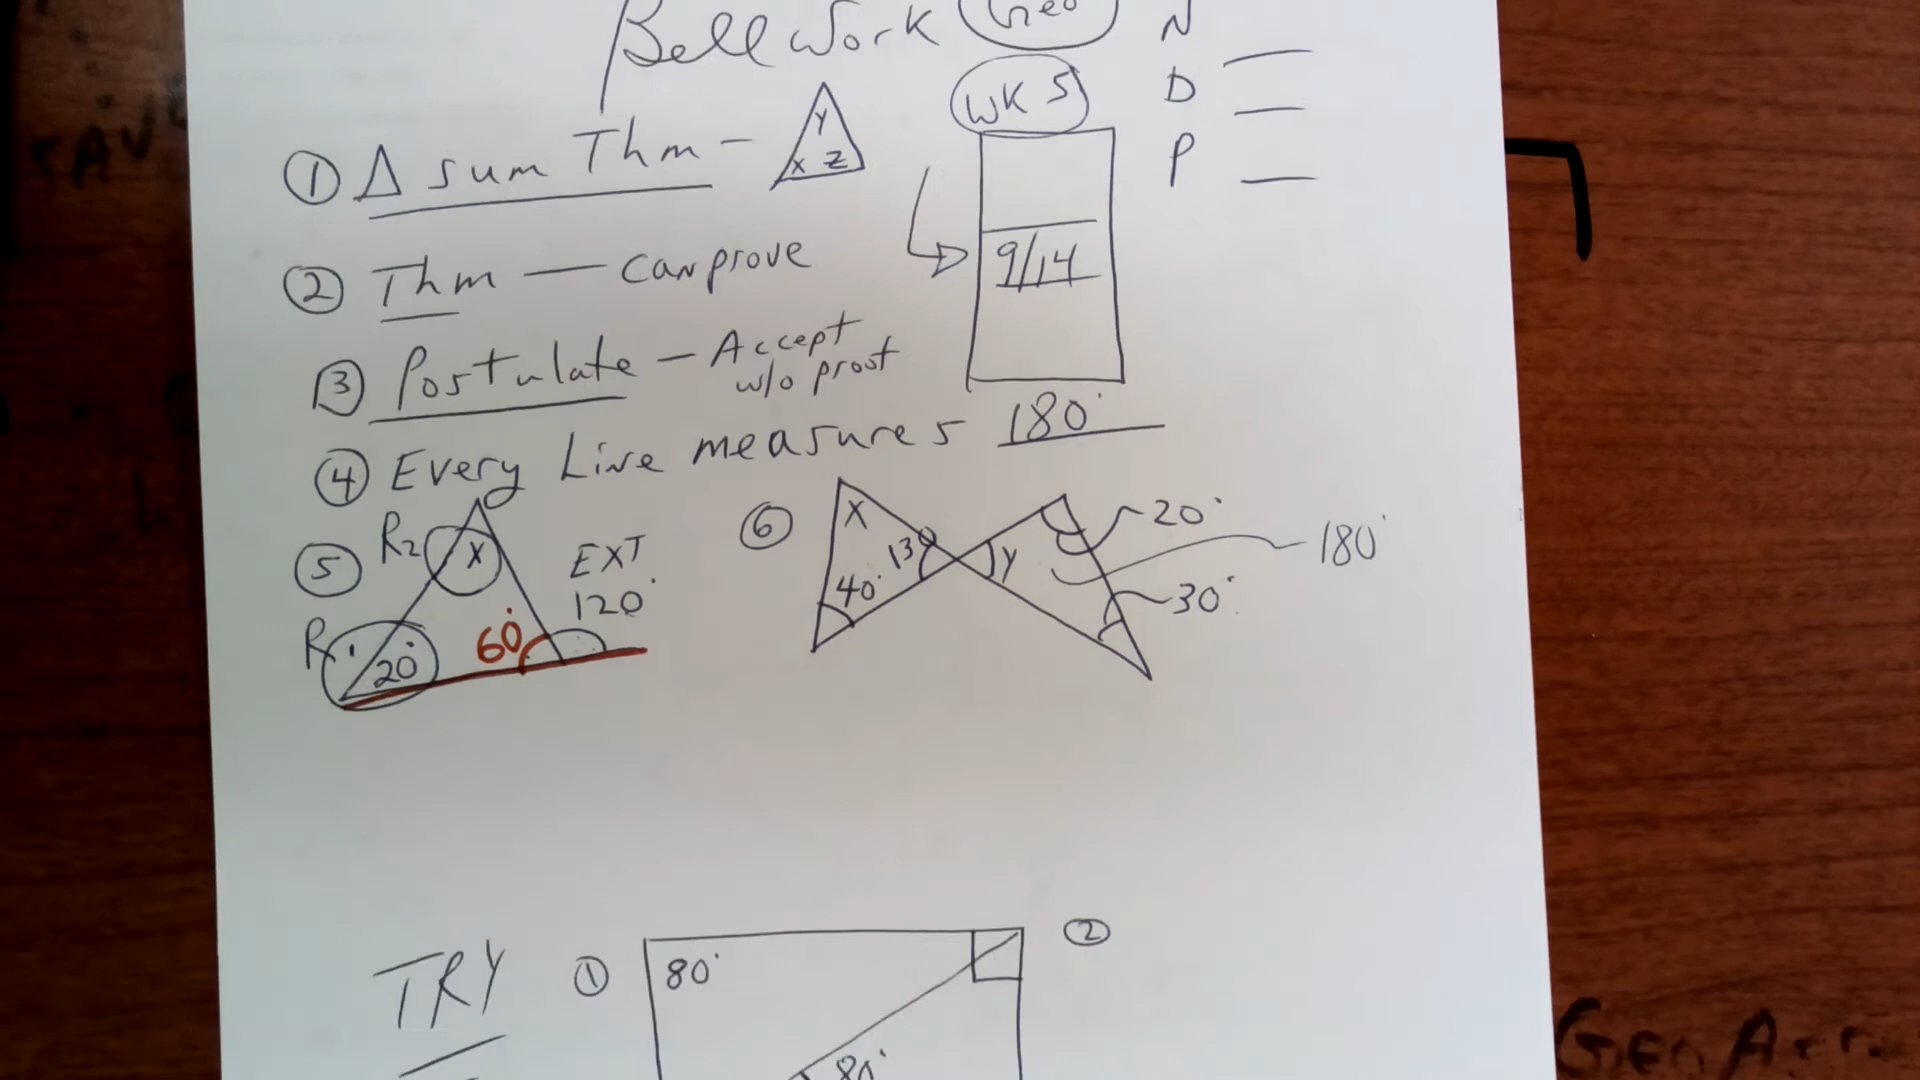 Bell Work Geo
N
WK 5
D
P
① Δ sum Thm - Y X Z
② Thm — Can prove
9/14
③ Postulate - Accept w/o proof
④ Every Line measures 180°
⑤ R2 X EXT 120°
R1 20° 60°
⑥ X 40° Y 20° 180° 30°
TRY ① 80° ②
80°